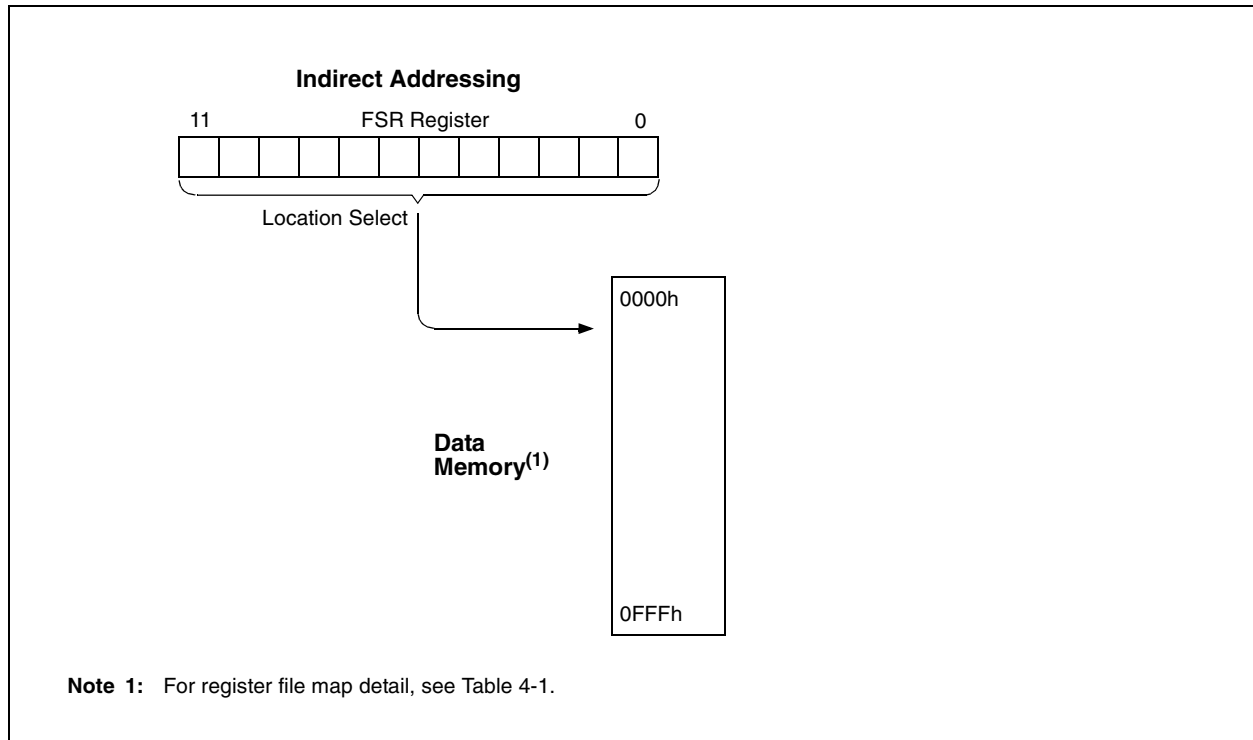 Indirect Addressing
11 FSR Register 0
Location Select
0000h
Data
Memory(1)
0FFFh
Note 1: For register file map detail, see Table 4-1.